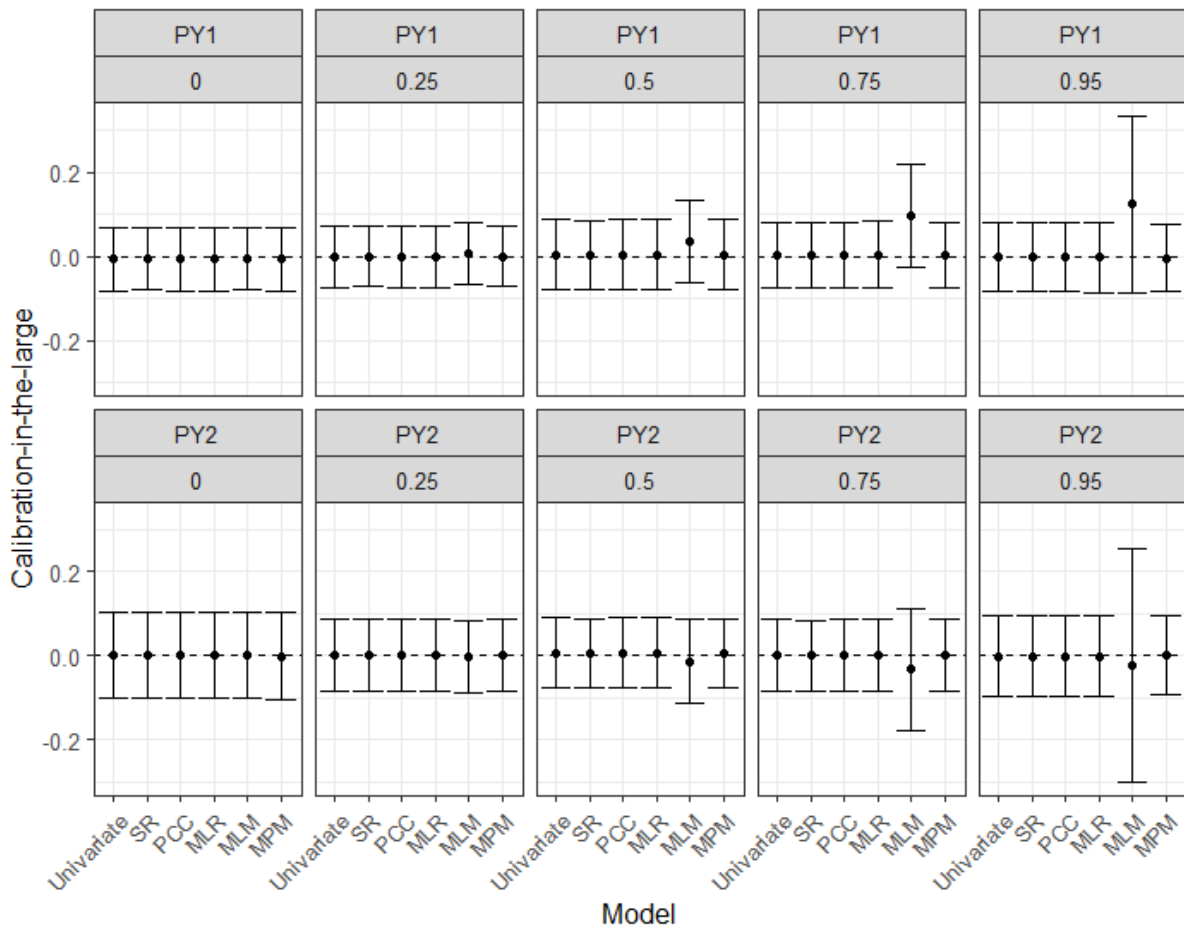 PY1 PY1 PY1 PY1 PY1
0 0.25 0.5 0.75 0.95
0.2
0.0
-0.2
Calibration-in-the-large
PY2 PY2 PY2 PY2 PY2
0 0.25 0.5 0.75 0.95
0.2
0.0
-0.2
Univariate SR PCC MLR MLM MPM Univariate SR PCC MLR MLM MPM Univariate SR PCC MLR MLM MPM Univariate SR PCC MLR MLM MPM Univariate SR PCC MLR MLM MPM
Model